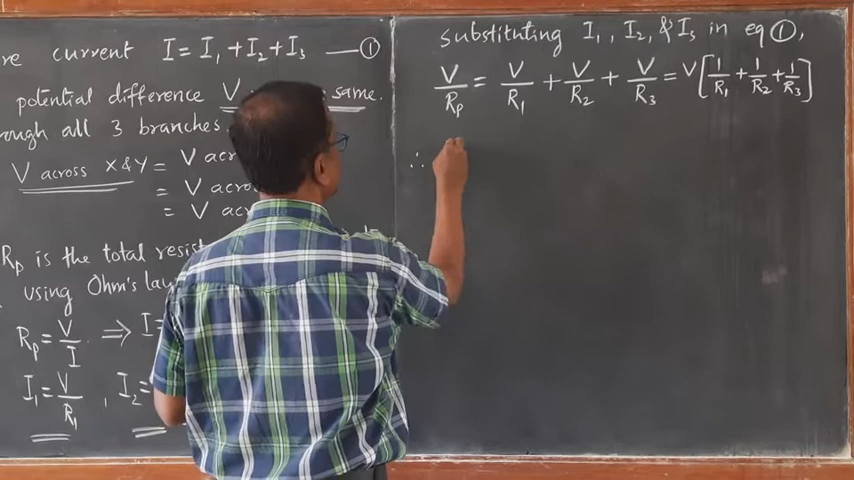 re current I = I₁ + I₂ + I₃ —①
potential difference V same.
rough all 3 branches
V across X & Y = V acr
= V acro
= V ac
Rp is the total resist
using Ohm's la
Rp = V/I ⇒ I =
I₁ = V/R₁ , I₂ =
substituting I₁, I₂, & I₃ in eq ①,
V/Rp = V/R₁ + V/R₂ + V/R₃ = V[1/R₁ + 1/R₂ + 1/R₃]
∴